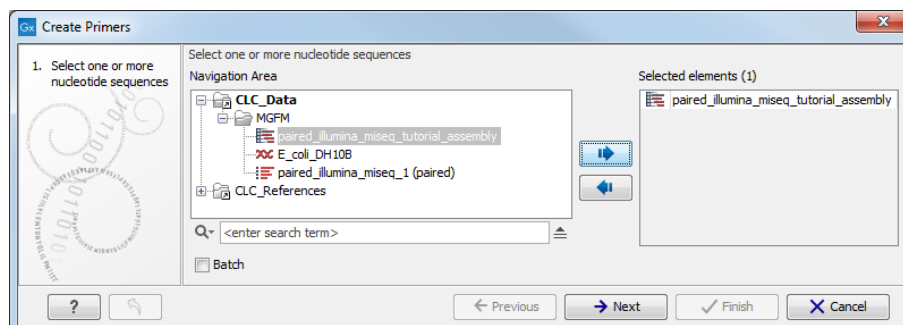 Gx Create Primers
1. Select one or more
nucleotide sequences
Select one or more nucleotide sequences
Navigation Area
CLC_Data
MGFM
paired_illumina_miseq_tutorial_assembly
E_coli_DH10B
paired_illumina_miseq_1 (paired)
CLC_References
<enter search term>
Batch
Selected elements (1)
paired_illumina_miseq_tutorial_assembly
?
Previous
Next
Finish
Cancel